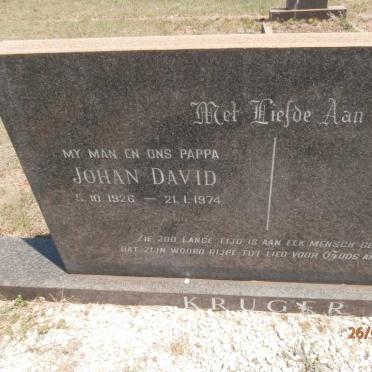 Met Liefde Aan
MY MAN EN ONS PAPPA
JOHAN DAVID
5.10.1926 — 21.1.1974
ZIE ZOO LANGE TIJD IS AAN ELK MENSCH
DAT ZIJN WOORD RIJPE TOT LIED VOOR GODS
KRUGER